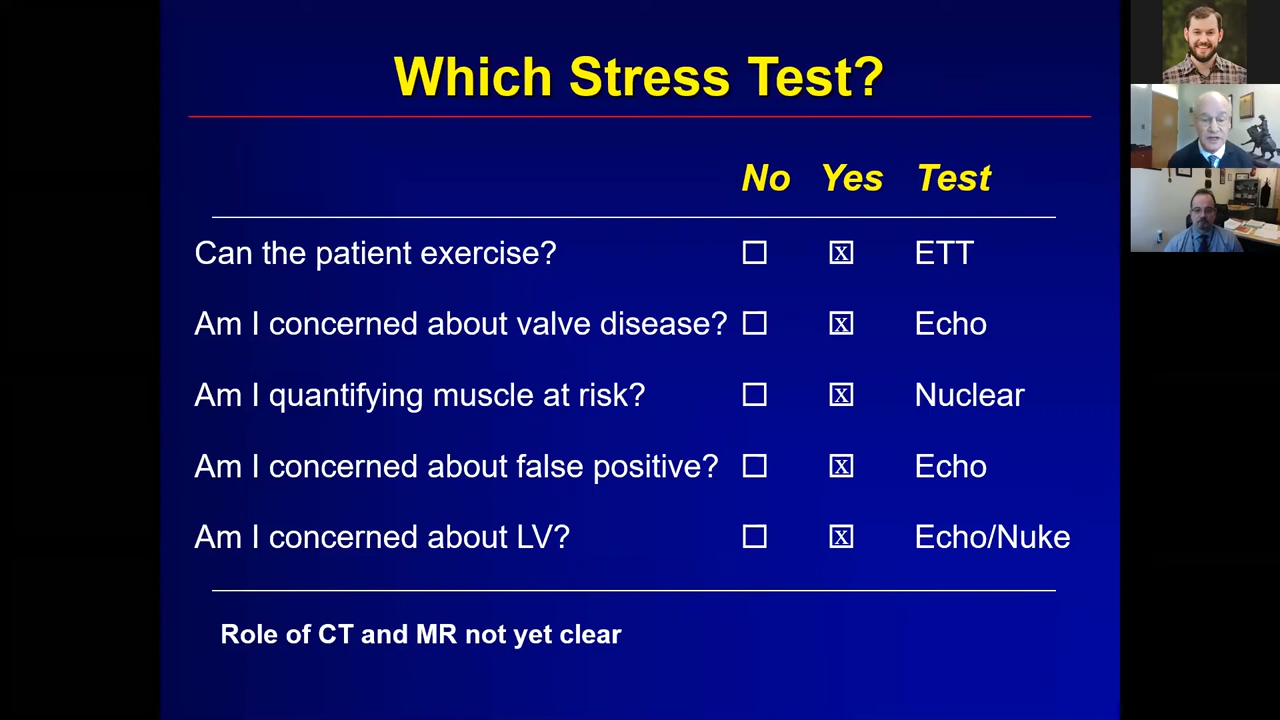 Which Stress Test?
No Yes Test
Can the patient exercise? ☐ ☒ ETT
Am I concerned about valve disease? ☐ ☒ Echo
Am I quantifying muscle at risk? ☐ ☒ Nuclear
Am I concerned about false positive? ☐ ☒ Echo
Am I concerned about LV? ☐ ☒ Echo/Nuke
Role of CT and MR not yet clear